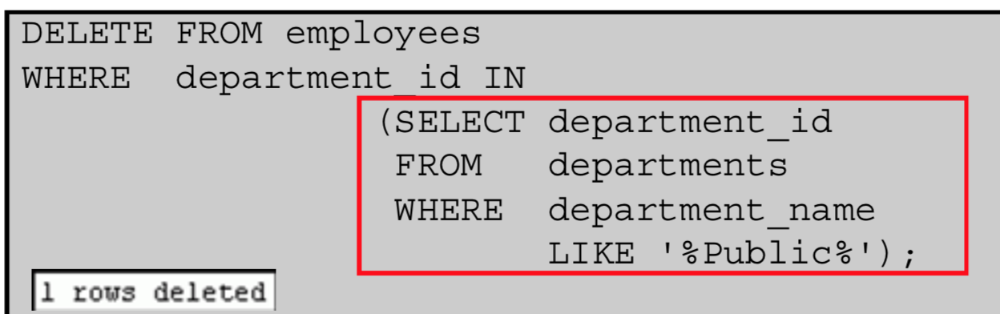 DELETE FROM employees
WHERE department_id IN
(SELECT department_id
FROM departments
WHERE department_name
LIKE '%Public%');
1 rows deleted